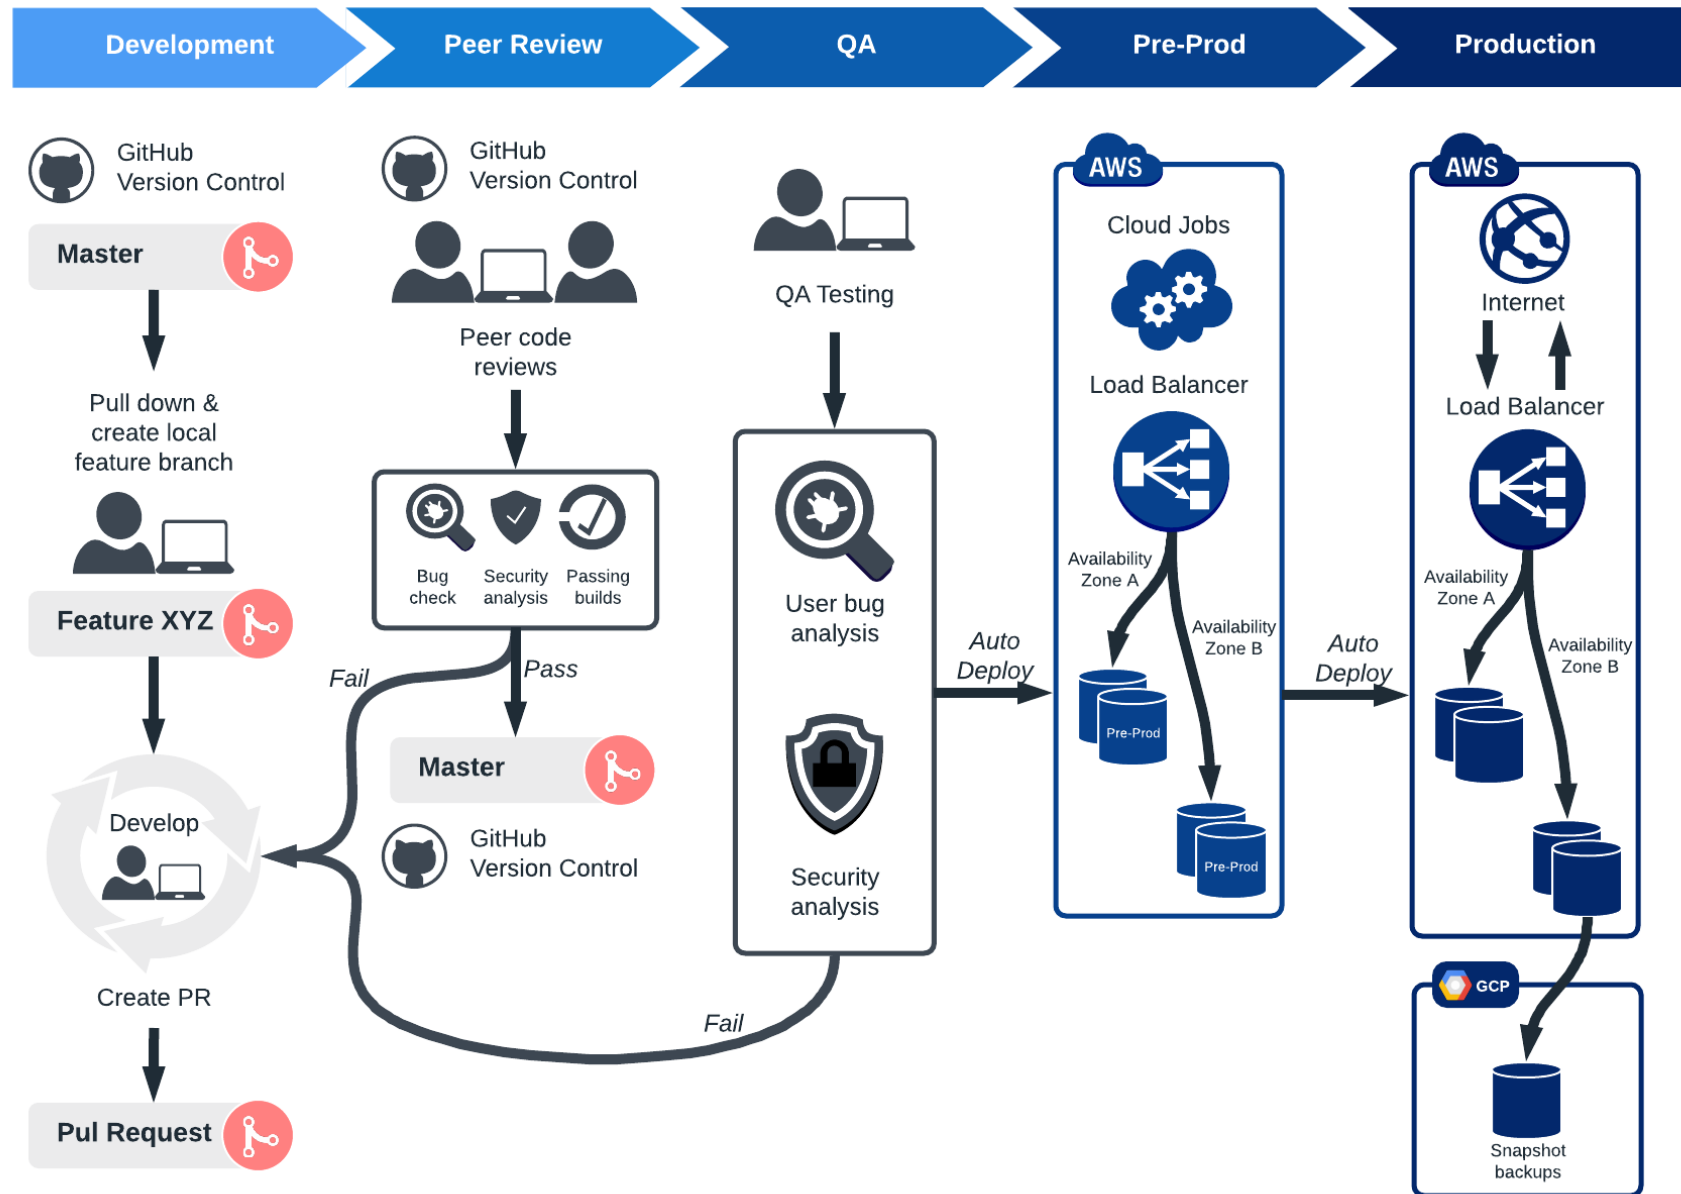 Development
Peer Review
QA
Pre-Prod
Production
GitHub
Version Control
Master
Pull down &
create local
feature branch
Feature XYZ
Develop
Create PR
Pul Request
GitHub
Version Control
Peer code
reviews
Bug
check
Security
analysis
Passing
builds
Fail
Pass
Master
GitHub
Version Control
QA Testing
User bug
analysis
Security
analysis
Fail
Auto
Deploy
AWS
Cloud Jobs
Load Balancer
Availability
Zone A
Availability
Zone B
Pre-Prod
Pre-Prod
Auto
Deploy
AWS
Internet
Load Balancer
Availability
Zone A
Availability
Zone B
GCP
Snapshot
backups